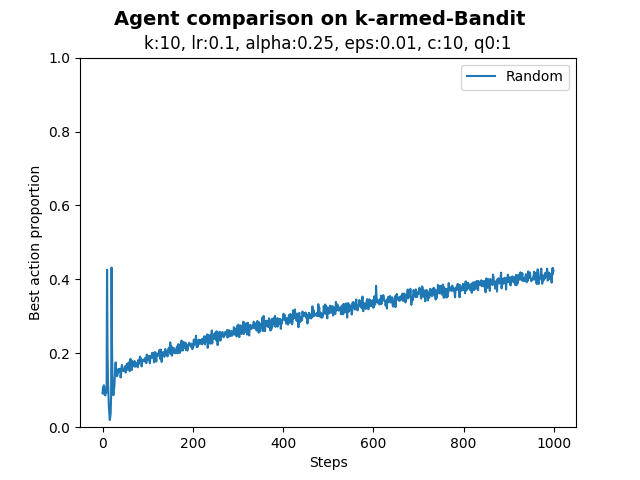 Agent comparison on k-armed-Bandit
k:10, lr:0.1, alpha:0.25, eps:0.01, c:10, q0:1
1.0
Random
0.8
0.6
Best action proportion
0.4
0.2
0.0
0 200 400 600 800 1000
Steps